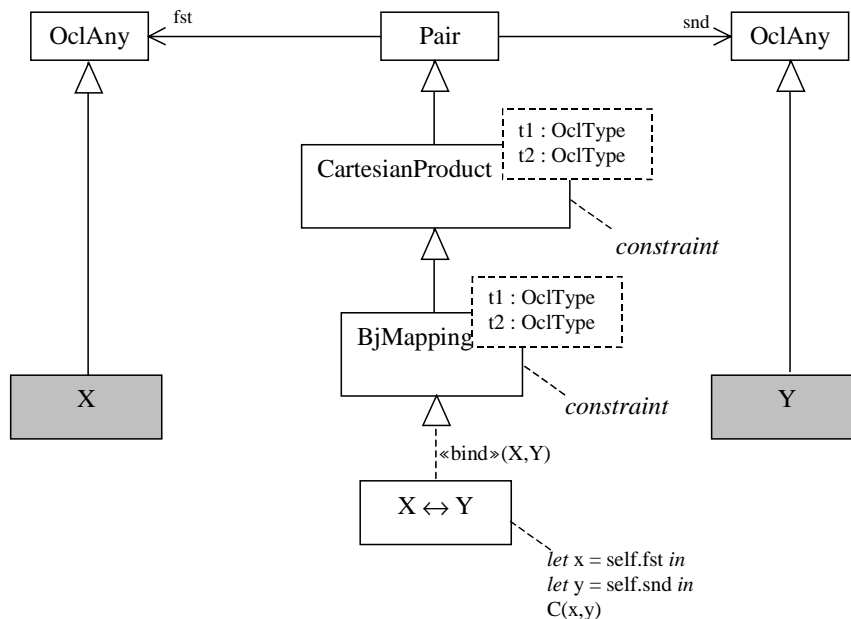 fst
snd
OclAny
Pair
OclAny
t1 : OclType
t2 : OclType
CartesianProduct
constraint
t1 : OclType
t2 : OclType
BjMapping
X
constraint
Y
«bind»(X,Y)
X ↔ Y
let x = self.fst in
let y = self.snd in
C(x,y)